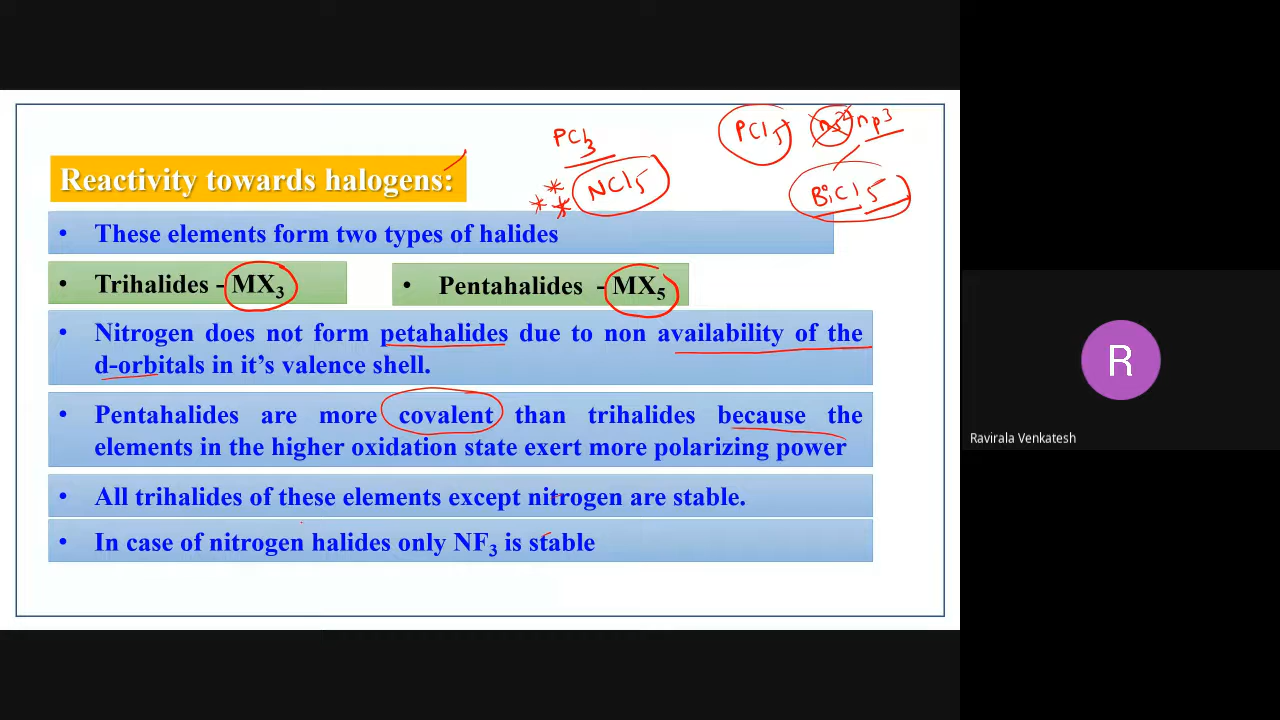 PCl3
PCl5 ns2 np3
NCl5
BiCl5
Reactivity towards halogens:
• These elements form two types of halides
• Trihalides - MX3
• Pentahalides - MX5
• Nitrogen does not form petahalides due to non availability of the
d-orbitals in it's valence shell.
• Pentahalides are more covalent than trihalides because the
elements in the higher oxidation state exert more polarizing power
• All trihalides of these elements except nitrogen are stable.
• In case of nitrogen halides only NF3 is stable
R
Ravirala Venkatesh